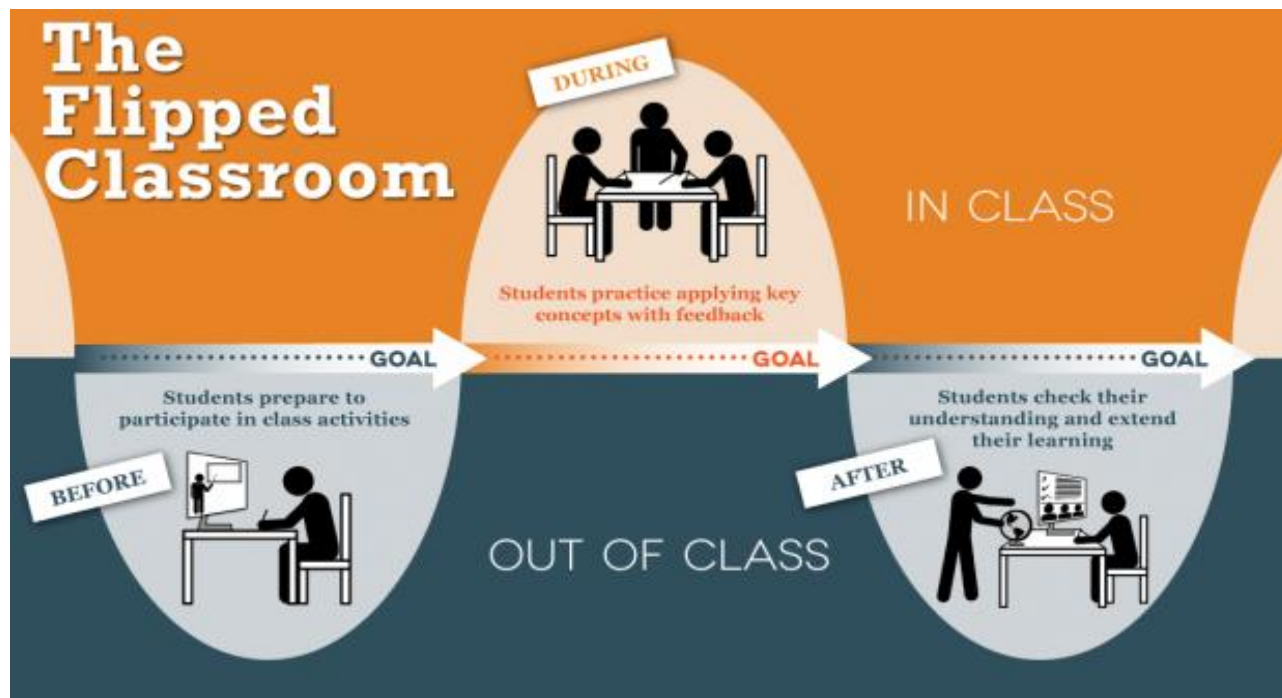 The
Flipped
Classroom
DURING
IN CLASS
Students practice applying key
concepts with feedback
GOAL
GOAL
GOAL
Students prepare to
participate in class activities
BEFORE
Students check their
understanding and extend
their learning
AFTER
OUT OF CLASS